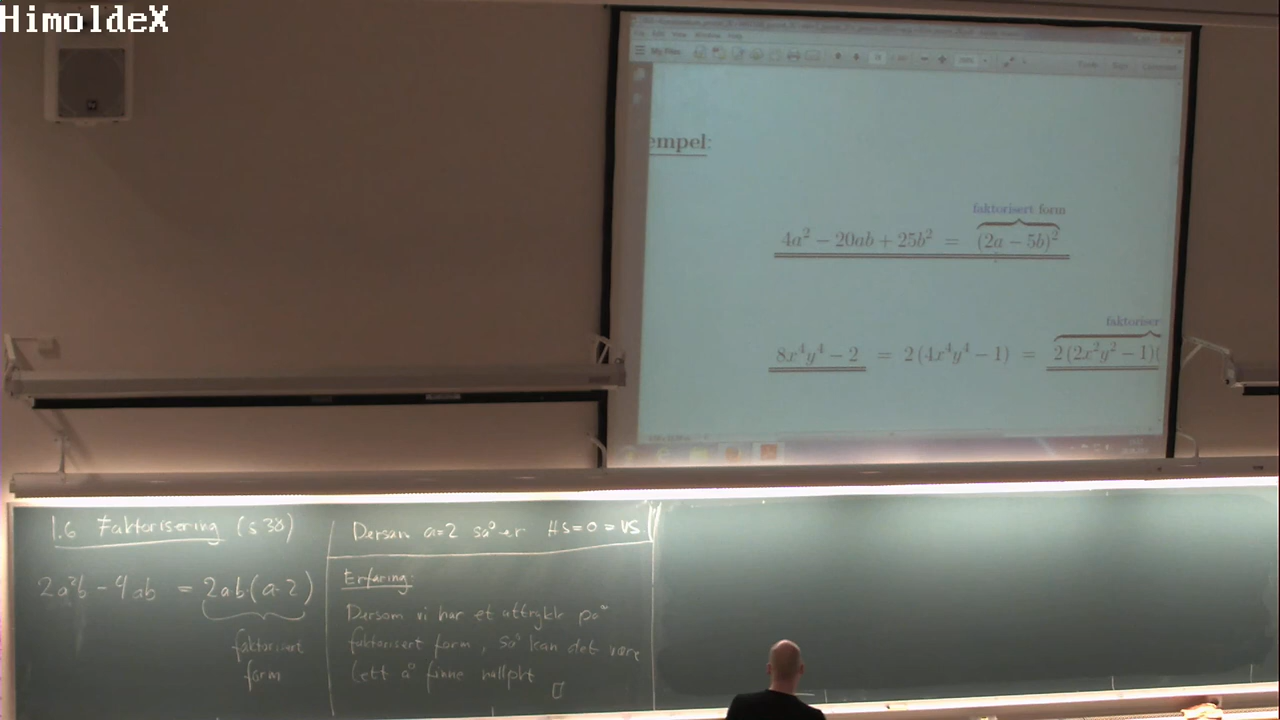 HimoldeX
My Files
empel:
faktorisert form
4a² − 20ab + 25b² = (2a − 5b)²
faktoriser
8x⁴y⁴ − 2 = 2(4x⁴y⁴ − 1) = 2(2x²y² − 1)(
1.6 Faktorisering (s 38)
2a²b − 4ab = 2ab·(a-2)
faktorisert
form
Dersom a=2 så er HS=0=VS
Erfaring:
Dersom vi har et uttrykk på
faktorisert form, så kan det være
lett å finne nullpkt